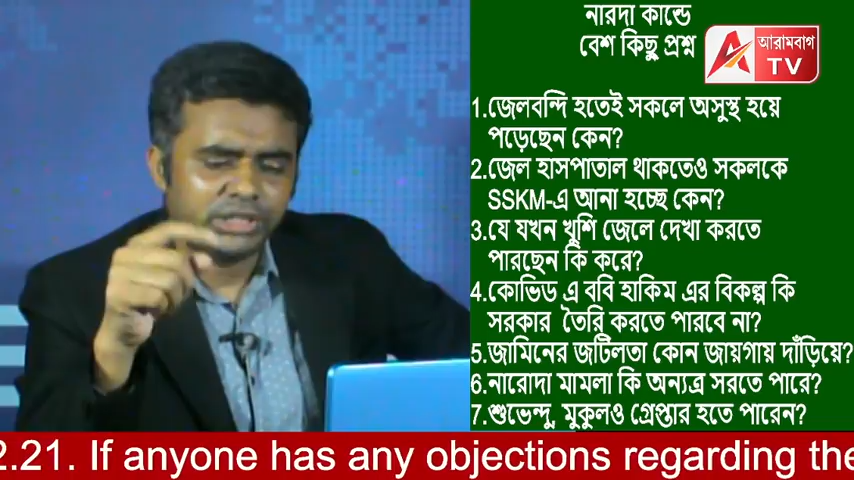 নারদা কান্ডে
বেশ কিছু প্রশ্ন
আরামবাগ
TV
1.জেলবন্দি হতেই সকলে অসুস্থ হয়ে
পড়েছেন কেন?
2.জেল হাসপাতাল থাকতেও সকলকে
SSKM-এ আনা হচ্ছে কেন?
3.যে যখন খুশি জেলে দেখা করতে
পারছেন কি করে?
4.কোভিড এ ববি হাকিম এর বিকল্প কি
সরকার তৈরি করতে পারবে না?
5.জামিনের জটিলতা কোন জায়গায় দাঁড়িয়ে?
6.নারোদা মামলা কি অন্যত্র সরতে পারে?
7.শুভেন্দু, মুকুলও গ্রেপ্তার হতে পারেন?
2.21. If anyone has any objections regarding the